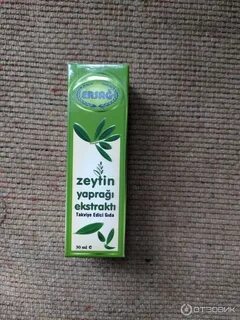 ERSAĞ
zeytin
yaprağı
ekstraktı
Takviye Edici Gıda
50 ml e
ОТЗОВИК